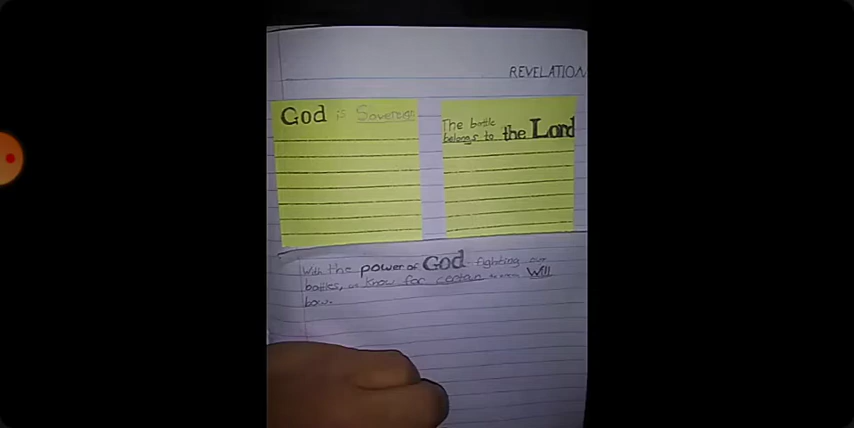 REVELATION
God is Sovereign
The battle
belongs to the Lord
With the power of God fighting our
battles, we know for certain Will
bow.